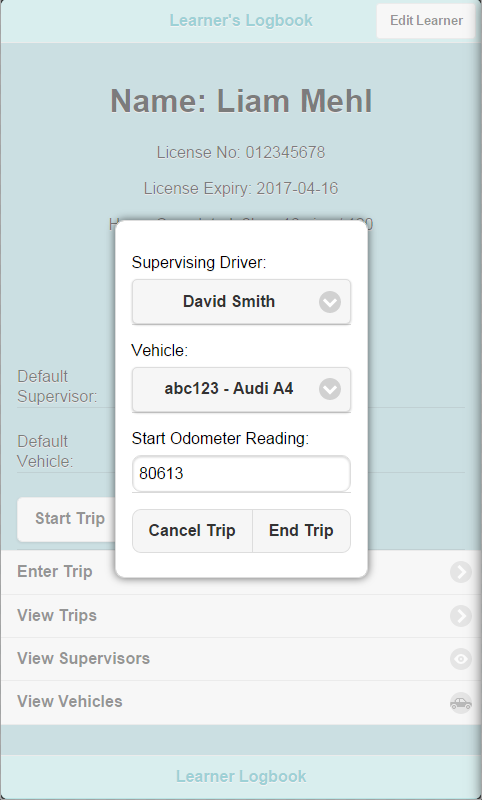 Learner's Logbook
Edit Learner
Name: Liam Mehl
License No: 012345678
License Expiry: 2017-04-16
Supervising Driver:
David Smith
Vehicle:
abc123 - Audi A4
Start Odometer Reading:
80613
Cancel Trip
End Trip
Default
Supervisor:
Default
Vehicle:
Start Trip
Enter Trip
View Trips
View Supervisors
View Vehicles
Learner Logbook